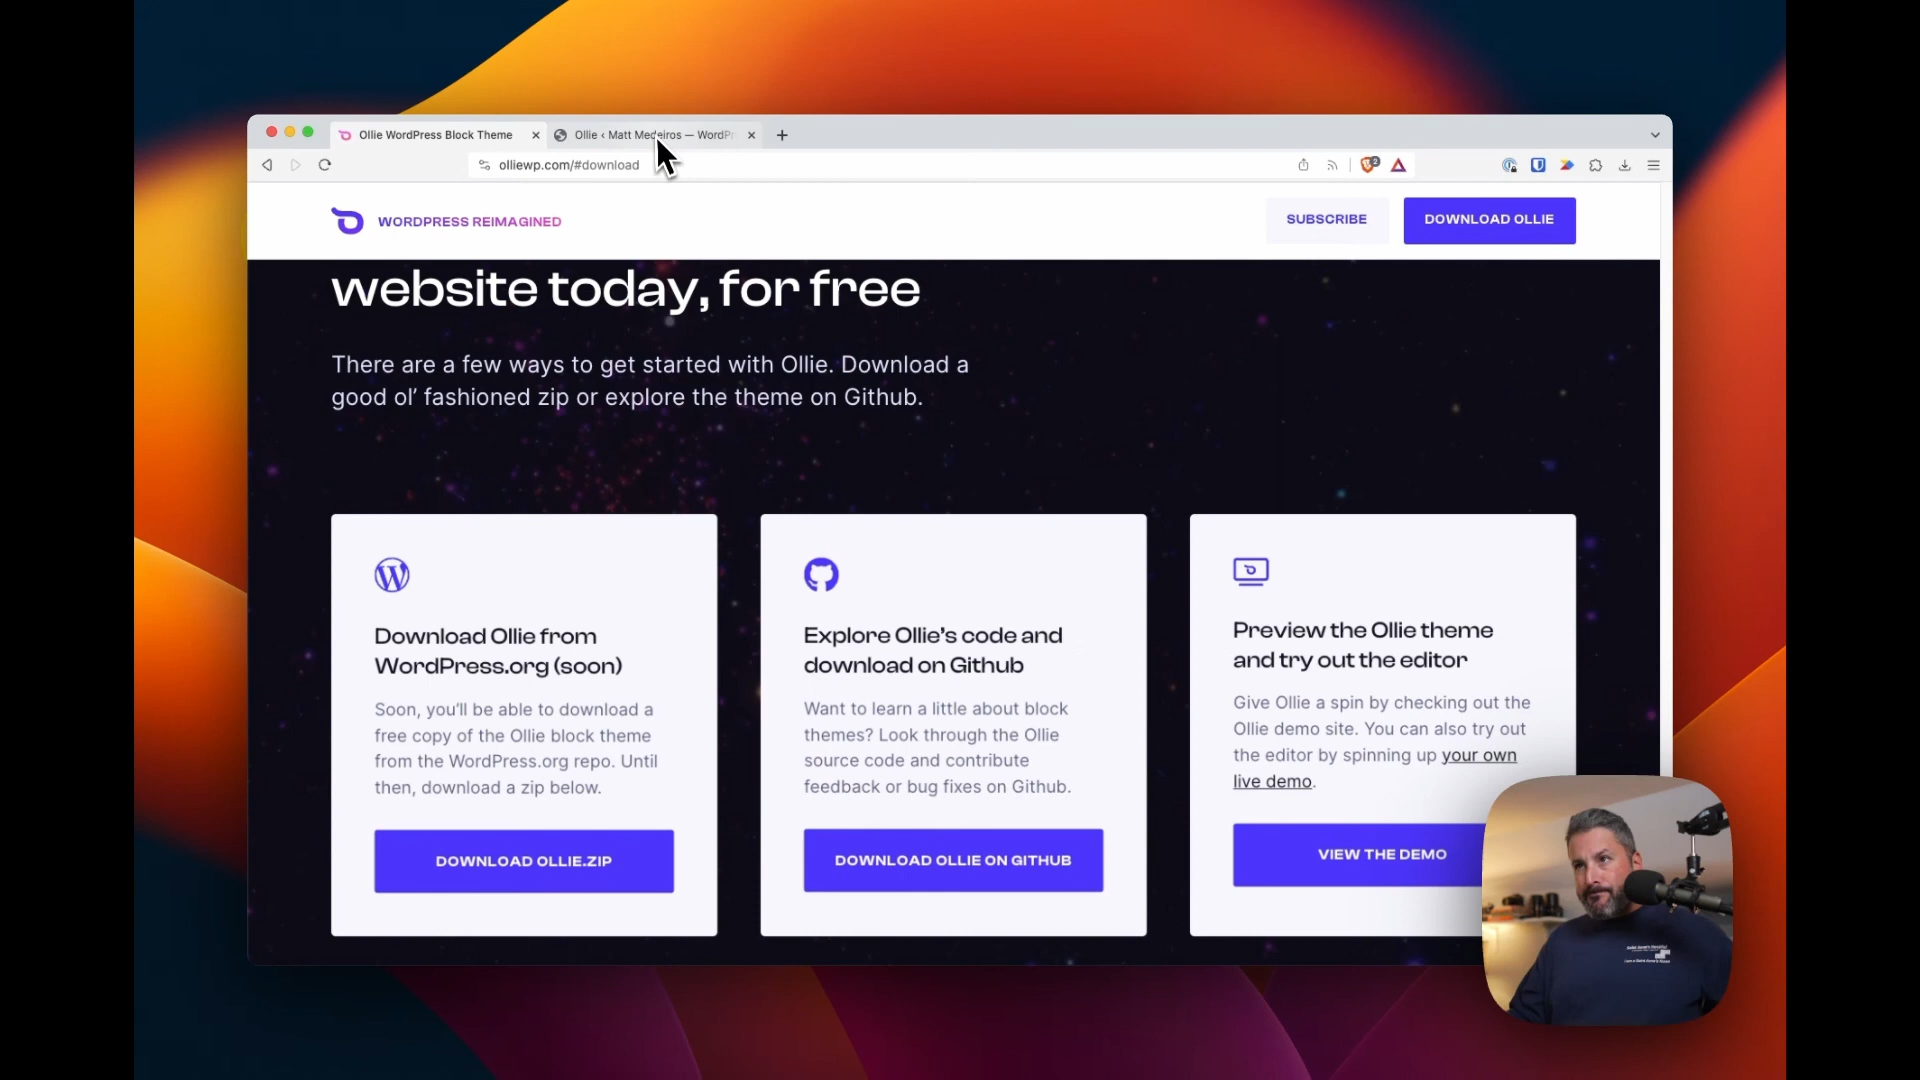 Ollie WordPress Block Theme
Ollie ‹ Matt Medeiros — WordPr
olliewp.com/#download
2
WORDPRESS REIMAGINED
SUBSCRIBE
DOWNLOAD OLLIE
website today, for free
There are a few ways to get started with Ollie. Download a
good ol’ fashioned zip or explore the theme on Github.
Download Ollie from
WordPress.org (soon)
Soon, you’ll be able to download a
free copy of the Ollie block theme
from the WordPress.org repo. Until
then, download a zip below.
DOWNLOAD OLLIE.ZIP
Explore Ollie’s code and
download on Github
Want to learn a little about block
themes? Look through the Ollie
source code and contribute
feedback or bug fixes on Github.
DOWNLOAD OLLIE ON GITHUB
Preview the Ollie theme
and try out the editor
Give Ollie a spin by checking out the
Ollie demo site. You can also try out
the editor by spinning up your own
live demo.
VIEW THE DEMO